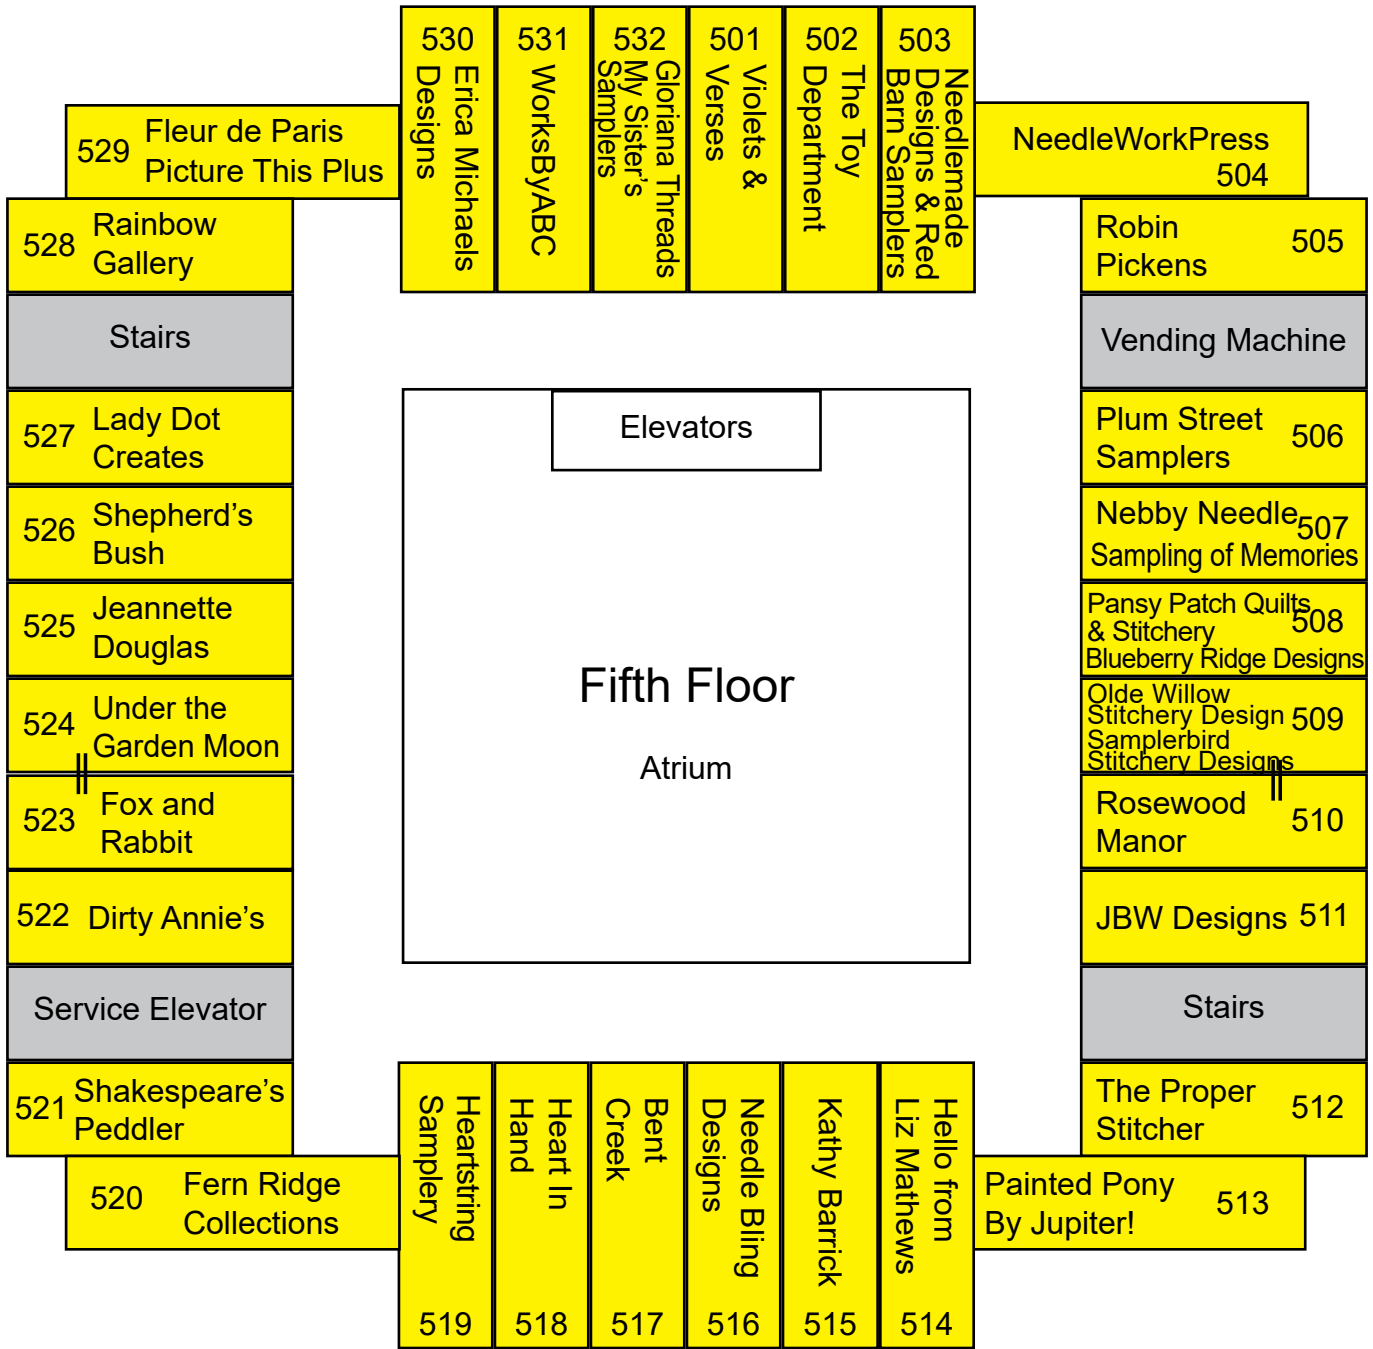 530
Erica Michaels
Designs
531
WorksByABC
532
Gloriana Threads
My Sister's
Samplers
501
Violets &
Verses
502
The Toy
Department
503
Needlemade
Designs & Red
Barn Samplers
529
Fleur de Paris
Picture This Plus
NeedleWorkPress
504
528
Rainbow
Gallery
Robin
Pickens
505
Stairs
Vending Machine
Elevators
527
Lady Dot
Creates
Plum Street
Samplers
506
526
Shepherd's
Bush
Nebby Needle
507
Sampling of Memories
525
Jeannette
Douglas
Pansy Patch Quilts
& Stitchery
508
Blueberry Ridge Designs
Fifth Floor
Atrium
524
Under the
Garden Moon
Olde Willow
Stitchery Design
509
Samplerbird
Stitchery Designs
523
Fox and
Rabbit
Rosewood
Manor
510
522
Dirty Annie's
JBW Designs
511
Service Elevator
Stairs
521
Shakespeare's
Peddler
The Proper
Stitcher
512
520
Fern Ridge
Collections
Heartstring
Samplery
519
Heart In
Hand
518
Bent
Creek
517
Needle Bling
Designs
516
Kathy Barrick
515
Hello from
Liz Mathews
514
Painted Pony
By Jupiter!
513